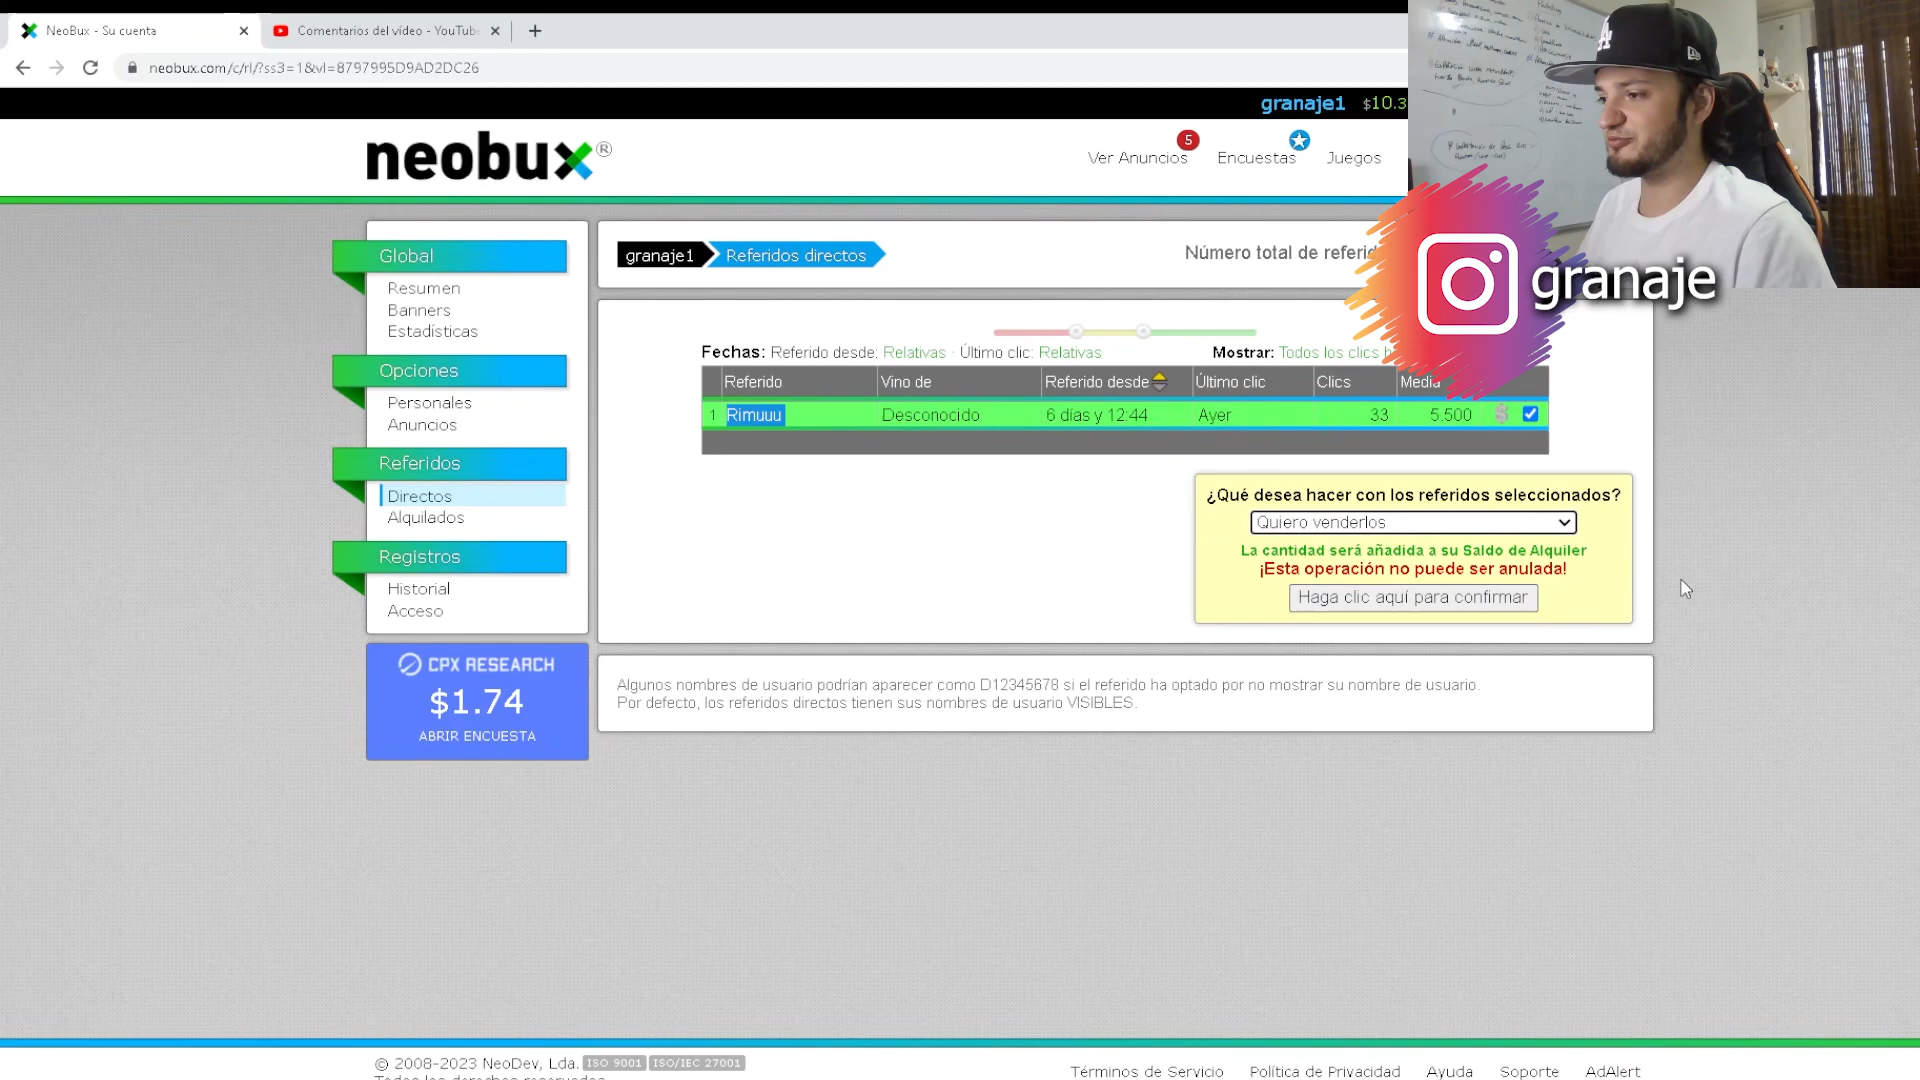 NeoBux - Su cuenta
Comentarios del vídeo - YouTube
neobux.com/c/rl/?ss3=1&vl=8797995D9AD2DC26
granaje1 $10.3
neobux®
Ver Anuncios 5
Encuestas
Juegos
granaje
Global
Resumen
Banners
Estadísticas
Opciones
Personales
Anuncios
Referidos
Directos
Alquilados
Registros
Historial
Acceso
CPX RESEARCH
$1.74
ABRIR ENCUESTA
granaje1 Referidos directos
Número total de referid
Fechas: Referido desde: Relativas · Último clic: Relativas
Mostrar: Todos los clics h
Referido Vino de Referido desde Último clic Clics Media
1 Rimuuu Desconocido 6 días y 12:44 Ayer 33 5.500 $
¿Qué desea hacer con los referidos seleccionados?
Quiero venderlos
La cantidad será añadida a su Saldo de Alquiler
¡Esta operación no puede ser anulada!
Haga clic aquí para confirmar
Algunos nombres de usuario podrían aparecer como D12345678 si el referido ha optado por no mostrar su nombre de usuario.
Por defecto, los referidos directos tienen sus nombres de usuario VISIBLES.
© 2008-2023 NeoDev, Lda. ISO 9001 ISO/IEC 27001
Todos los derechos reservados
Términos de Servicio Política de Privacidad Ayuda Soporte AdAlert